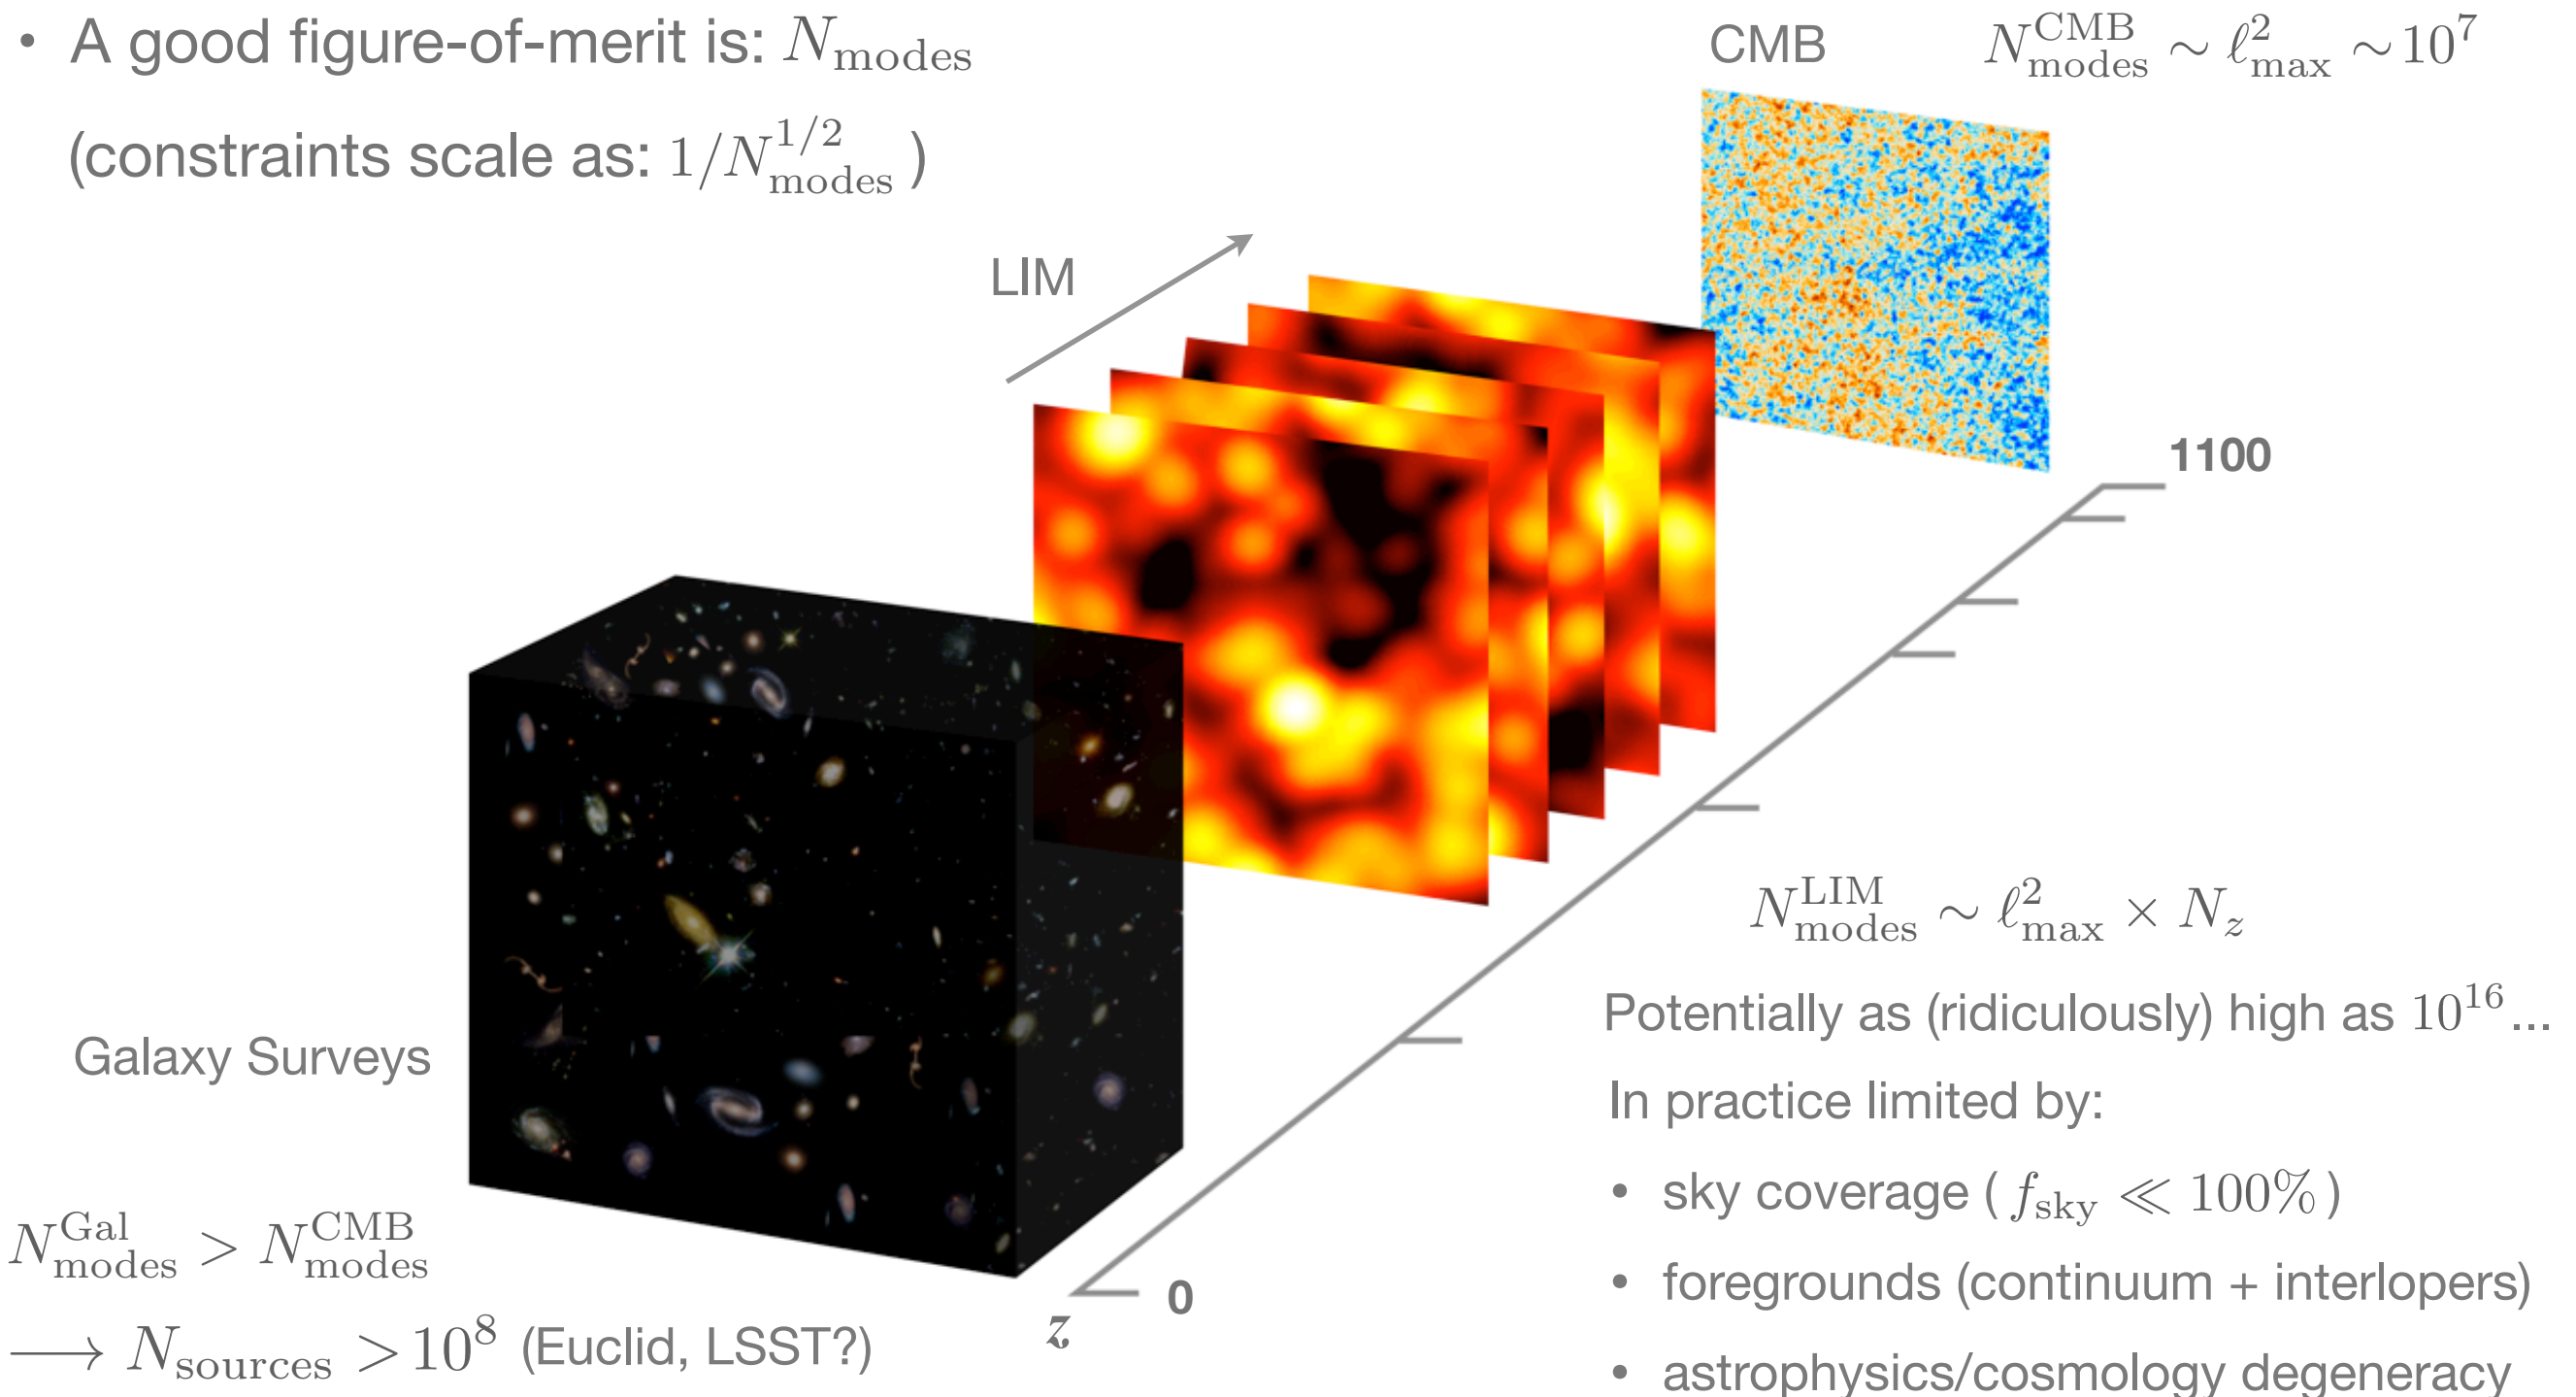 • A good figure-of-merit is: N_modes
(constraints scale as: 1/N_modes^{1/2} )
CMB
N_modes^CMB ∼ ℓ_max^2 ∼ 10^7
LIM
1100
N_modes^LIM ∼ ℓ_max^2 × N_z
Potentially as (ridiculously) high as 10^16 ...
In practice limited by:
• sky coverage ( f_sky ≪ 100% )
• foregrounds (continuum + interlopers)
• astrophysics/cosmology degeneracy
Galaxy Surveys
N_modes^Gal > N_modes^CMB
⟶ N_sources > 10^8 (Euclid, LSST?)
z
0